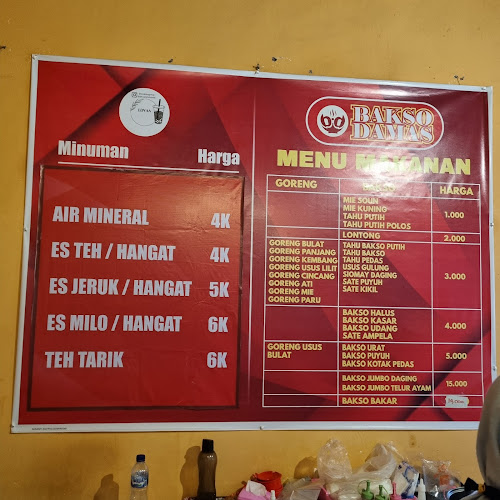 Minuman Harga
AIR MINERAL 4K
ES TEH / HANGAT 4K
ES JERUK / HANGAT 5K
ES MILO / HANGAT 6K
TEH TARIK 6K
BAKSO
DAMAS
MENU MAKANAN
GORENG HARGA
MIE SOUN
MIE KUNING
TAHU PUTIH
TAHU PUTIH POLOS
1.000
LONTONG 2.000
GORENG BULAT
GORENG PANJANG
GORENG KEMBANG
GORENG USUS LILIT
GORENG CINCANG
GORENG ATI
GORENG MIE
GORENG PARU
TAHU BAKSO PUTIH
TAHU BAKSO
TAHU PEDAS
USUS GULUNG
SIOMAY DAGING
SATE PUYUH
SATE KIKIL
3.000
BAKSO HALUS
BAKSO KASAR
BAKSO UDANG
SATE AMPELA
4.000
GORENG USUS
BULAT
BAKSO URAT
BAKSO PUYUH
BAKSO KOTAK PEDAS
5.000
BAKSO JUMBO DAGING
BAKSO JUMBO TELUR AYAM
15.000
BAKSO BAKAR